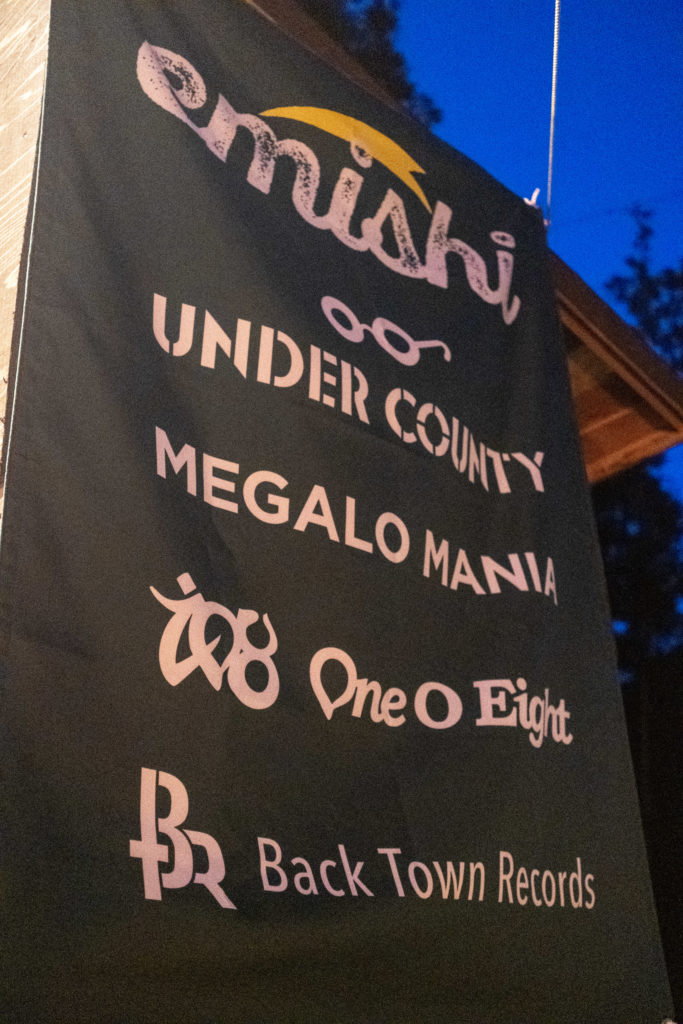 emishi
UNDER COUNTY
MEGALO MANIA
108 One O Eight
BR Back Town Records